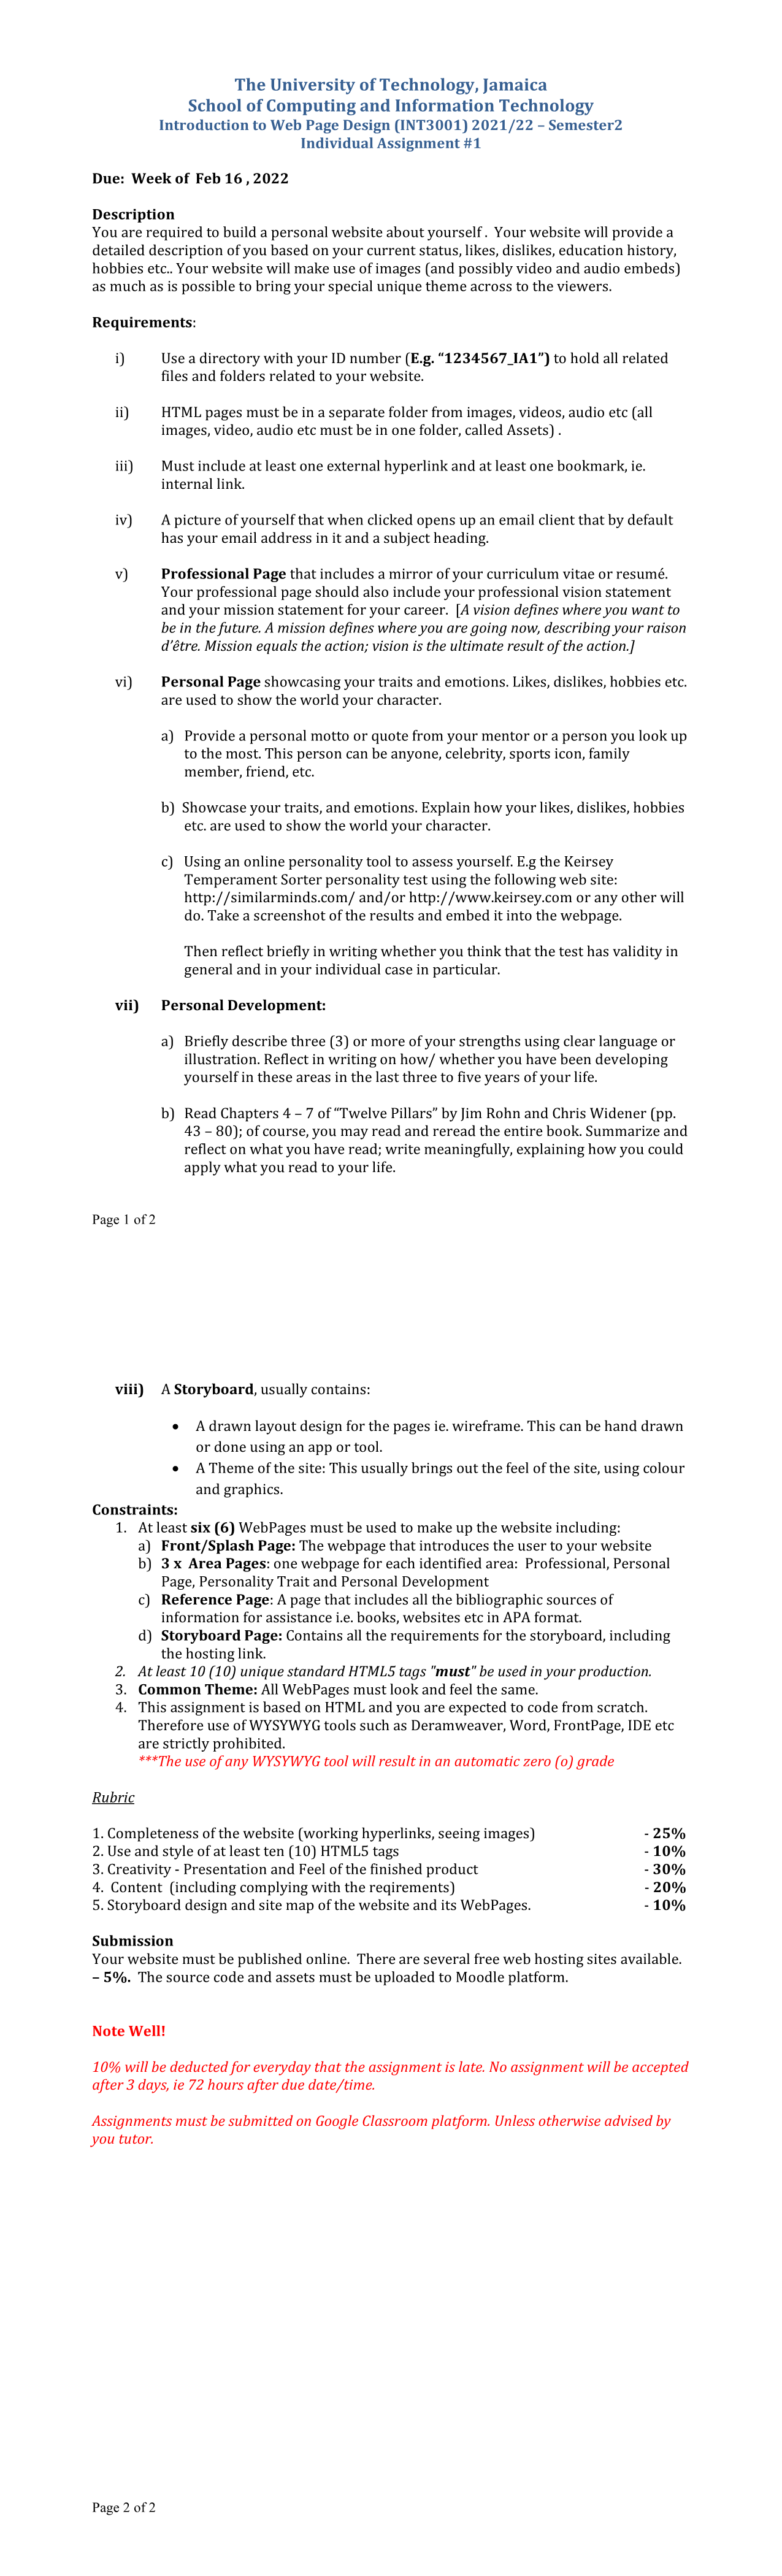 The University of Technology, Jamaica
School of Computing and Information Technology
Introduction to Web Page Design (INT3001) 2021/22 – Semester2
Individual Assignment #1
Due:  Week of  Feb 16 , 2022
Description
You are required to build a personal website about yourself .  Your website will provide a
detailed description of you based on your current status, likes, dislikes, education history,
hobbies etc.. Your website will make use of images (and possibly video and audio embeds)
as much as is possible to bring your special unique theme across to the viewers.
Requirements:
i) Use a directory with your ID number (E.g. “1234567_IA1”) to hold all related
files and folders related to your website.
ii) HTML pages must be in a separate folder from images, videos, audio etc (all
images, video, audio etc must be in one folder, called Assets) .
iii) Must include at least one external hyperlink and at least one bookmark, ie.
internal link.
iv) A picture of yourself that when clicked opens up an email client that by default
has your email address in it and a subject heading.
v) Professional Page that includes a mirror of your curriculum vitae or resumé.
Your professional page should also include your professional vision statement
and your mission statement for your career.  [A vision defines where you want to
be in the future. A mission defines where you are going now, describing your raison
d’être. Mission equals the action; vision is the ultimate result of the action.]
vi) Personal Page showcasing your traits and emotions. Likes, dislikes, hobbies etc.
are used to show the world your character.
a) Provide a personal motto or quote from your mentor or a person you look up
to the most. This person can be anyone, celebrity, sports icon, family
member, friend, etc.
b) Showcase your traits, and emotions. Explain how your likes, dislikes, hobbies
etc. are used to show the world your character.
c) Using an online personality tool to assess yourself. E.g the Keirsey
Temperament Sorter personality test using the following web site:
http://similarminds.com/ and/or http://www.keirsey.com or any other will
do. Take a screenshot of the results and embed it into the webpage.
Then reflect briefly in writing whether you think that the test has validity in
general and in your individual case in particular.
vii) Personal Development:
a) Briefly describe three (3) or more of your strengths using clear language or
illustration. Reflect in writing on how/ whether you have been developing
yourself in these areas in the last three to five years of your life.
b) Read Chapters 4 – 7 of “Twelve Pillars” by Jim Rohn and Chris Widener (pp.
43 – 80); of course, you may read and reread the entire book. Summarize and
reflect on what you have read; write meaningfully, explaining how you could
apply what you read to your life.
Page 1 of 2
viii) A Storyboard, usually contains:
• A drawn layout design for the pages ie. wireframe. This can be hand drawn
or done using an app or tool.
• A Theme of the site: This usually brings out the feel of the site, using colour
and graphics.
Constraints:
1. At least six (6) WebPages must be used to make up the website including:
a) Front/Splash Page: The webpage that introduces the user to your website
b) 3 x  Area Pages: one webpage for each identified area:  Professional, Personal
Page, Personality Trait and Personal Development
c) Reference Page: A page that includes all the bibliographic sources of
information for assistance i.e. books, websites etc in APA format.
d) Storyboard Page: Contains all the requirements for the storyboard, including
the hosting link.
2. At least 10 (10) unique standard HTML5 tags "must" be used in your production.
3. Common Theme: All WebPages must look and feel the same.
4. This assignment is based on HTML and you are expected to code from scratch.
Therefore use of WYSYWYG tools such as Deramweaver, Word, FrontPage, IDE etc
are strictly prohibited.
***The use of any WYSYWYG tool will result in an automatic zero (o) grade
Rubric
1. Completeness of the website (working hyperlinks, seeing images) - 25%
2. Use and style of at least ten (10) HTML5 tags - 10%
3. Creativity - Presentation and Feel of the finished product - 30%
4.  Content  (including complying with the reqirements) - 20%
5. Storyboard design and site map of the website and its WebPages. - 10%
Submission
Your website must be published online.  There are several free web hosting sites available.
– 5%.  The source code and assets must be uploaded to Moodle platform.
Note Well!
10% will be deducted for everyday that the assignment is late. No assignment will be accepted
after 3 days, ie 72 hours after due date/time.
Assignments must be submitted on Google Classroom platform. Unless otherwise advised by
you tutor.
Page 2 of 2